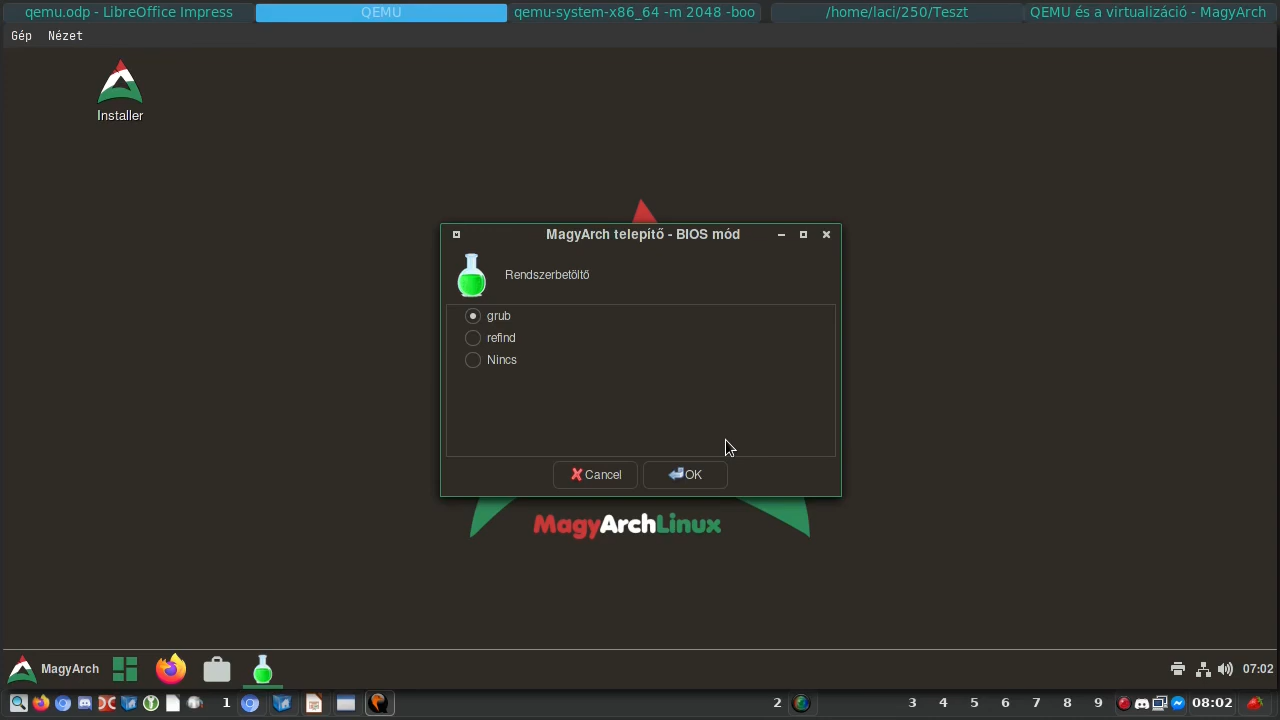 qemu.odp - LibreOffice Impress
QEMU
qemu-system-x86_64 -m 2048 -boo
/home/laci/250/Teszt
QEMU és a virtualizáció - MagyArch
Gép Nézet
Installer
MagyArch telepítő - BIOS mód
Rendszerbetöltő
grub
refind
Nincs
Cancel
OK
MagyArchLinux
MagyArch
07:02
1
2
3 4 5 6 7 8 9
08:02